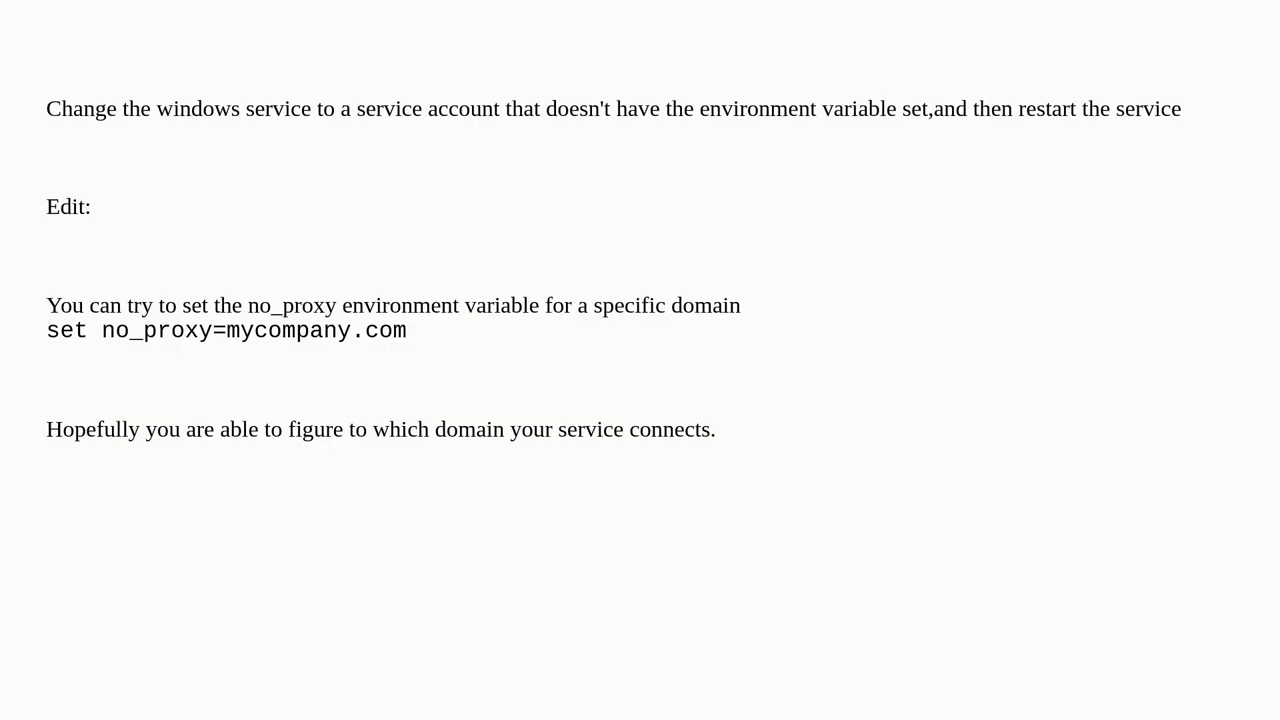 Change the windows service to a service account that doesn't have the environment variable set,and then restart the service
Edit:
You can try to set the no_proxy environment variable for a specific domain
set no_proxy=mycompany.com
Hopefully you are able to figure to which domain your service connects.